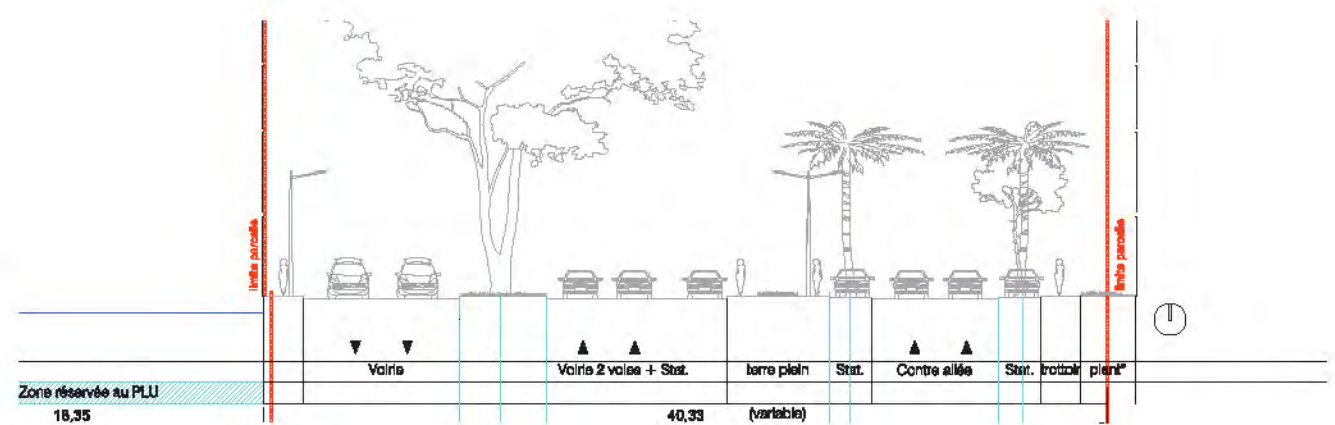 limite parcelle
limite parcelle
Voirie Voirie 2 voies + Stat. terre plein Stat. Contre allée Stat. trottoir plant°
Zone réservée au PLU
18,35 40,33 (variable)